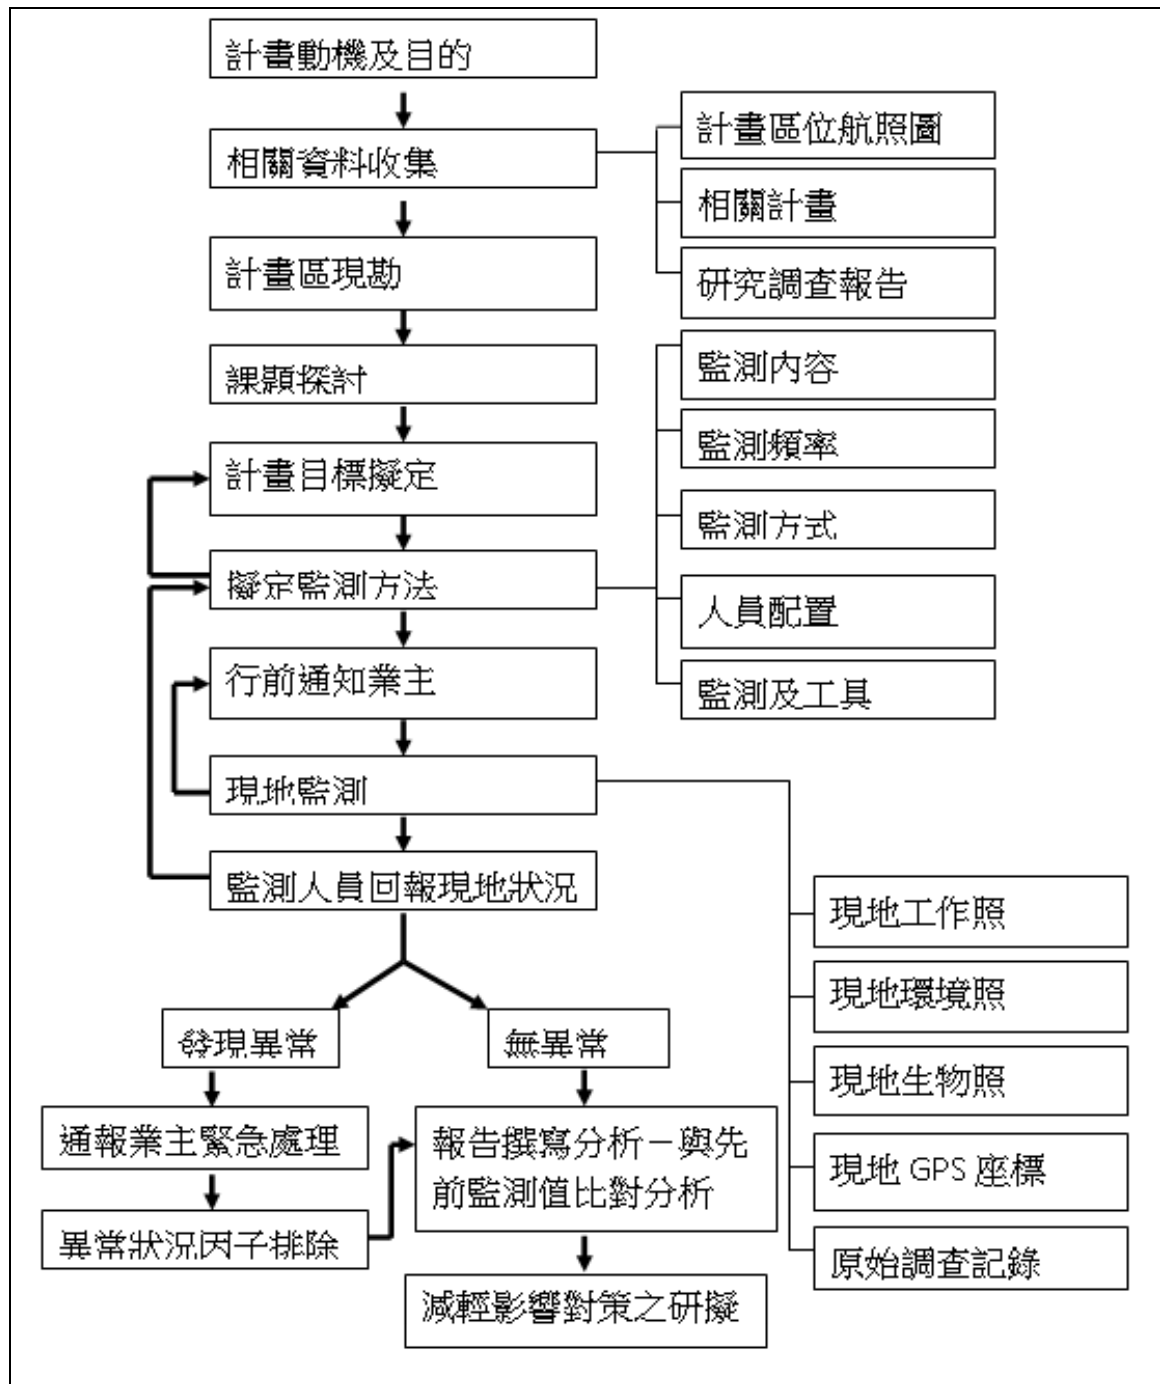 計畫動機及目的
相關資料收集
計畫區位航照圖
相關計畫
研究調查報告
計畫區現勘
課題探討
計畫目標擬定
擬定監測方法
監測內容
監測頻率
監測方式
人員配置
監測及工具
行前通知業主
現地監測
現地工作照
現地環境照
現地生物照
現地 GPS 座標
原始調查記錄
監測人員回報現地狀況
發現異常
無異常
通報業主緊急處理
異常狀況因子排除
報告撰寫分析－與先
前監測值比對分析
減輕影響對策之研擬